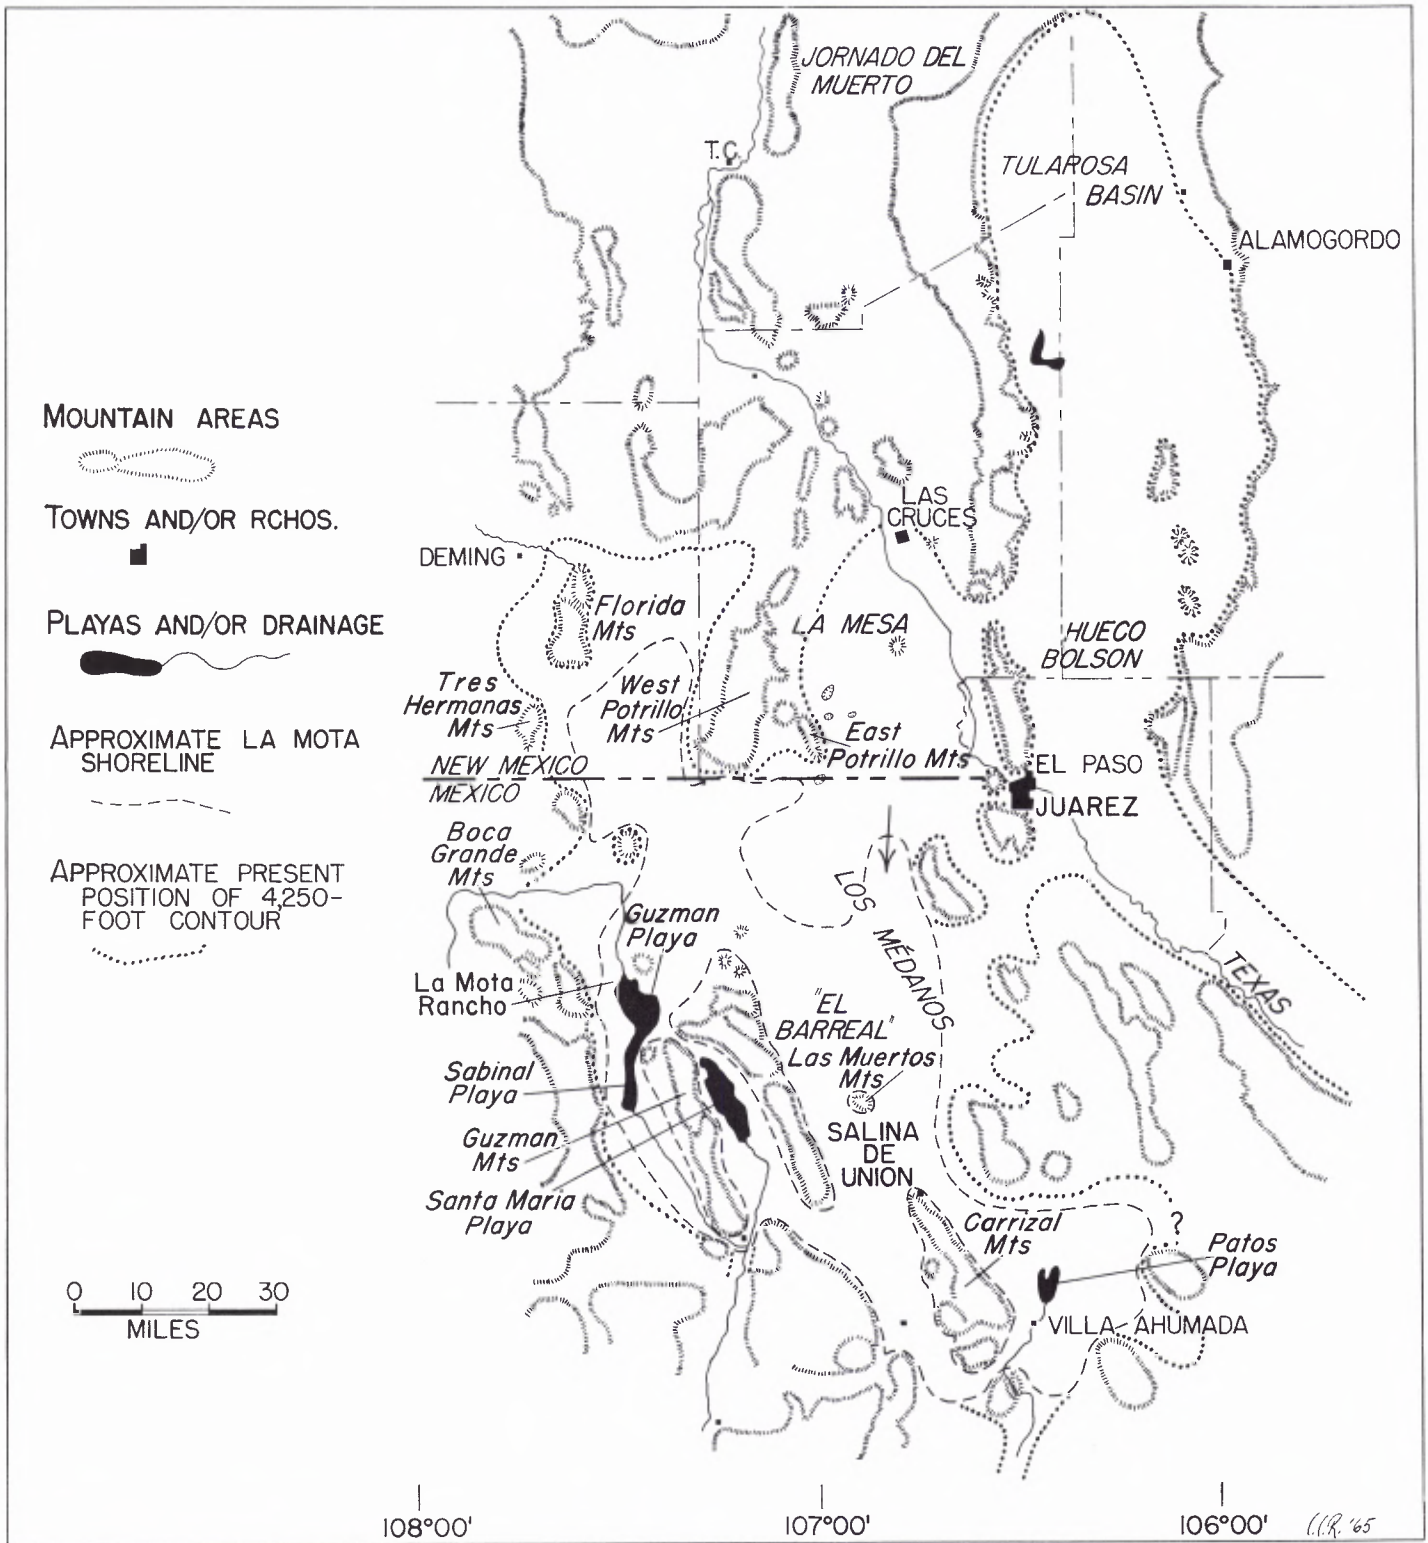 JORNADO DEL
MUERTO
T.C.
TULAROSA
BASIN
ALAMOGORDO
MOUNTAIN AREAS
TOWNS AND/OR RCHOS.
PLAYAS AND/OR DRAINAGE
APPROXIMATE LA MOTA
SHORELINE
APPROXIMATE PRESENT
POSITION OF 4,250-
FOOT CONTOUR
LAS
CRUCES
DEMING
Florida
Mts
LA MESA
HUECO
BOLSON
Tres
Hermanas
Mts
West
Potrillo
Mts
East
Potrillo Mts
NEW MEXICO
MEXICO
EL PASO
JUAREZ
Boca
Grande
Mts
LOS MÉDANOS
Guzman
Playa
La Mota
Rancho
TEXAS
"EL
BARREAL"
Las Muertos
Mts
Sabinal
Playa
SALINA
DE
UNION
Guzman
Mts
Santa Maria
Playa
Carrizal
Mts
?
Patos
Playa
VILLA AHUMADA
0 10 20 30
MILES
108°00' 107°00' 106°00'